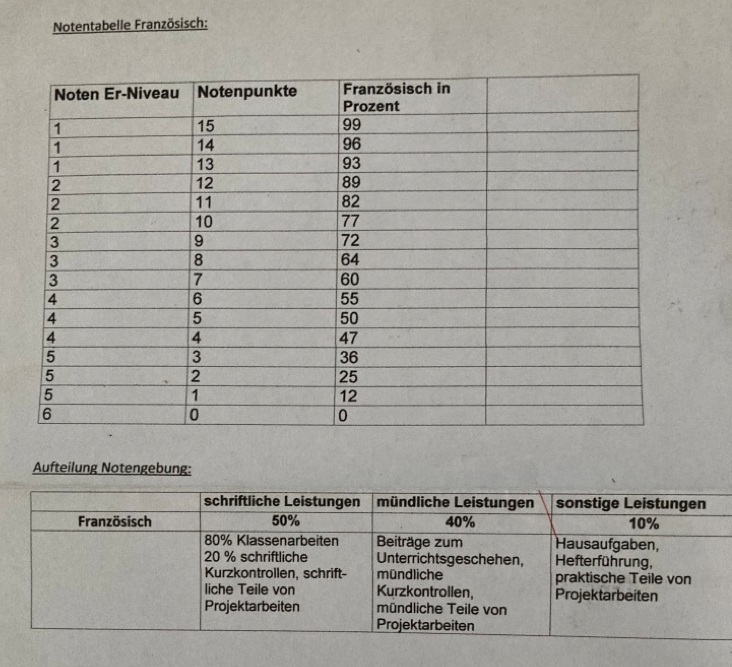 Notentabelle Französisch:
Noten Er-Niveau Notenpunkte Französisch in Prozent
1 15 99
1 14 96
1 13 93
2 12 89
2 11 82
2 10 77
3 9 72
3 8 64
3 7 60
4 6 55
4 5 50
4 4 47
5 3 36
5 2 25
5 1 12
6 0 0
Aufteilung Notengebung:
schriftliche Leistungen mündliche Leistungen sonstige Leistungen
Französisch 50% 40% 10%
80% Klassenarbeiten
20 % schriftliche
Kurzkontrollen, schrift-
liche Teile von
Projektarbeiten
Beiträge zum
Unterrichtsgeschehen,
mündliche
Kurzkontrollen,
mündliche Teile von
Projektarbeiten
Hausaufgaben,
Hefterführung,
praktische Teile von
Projektarbeiten